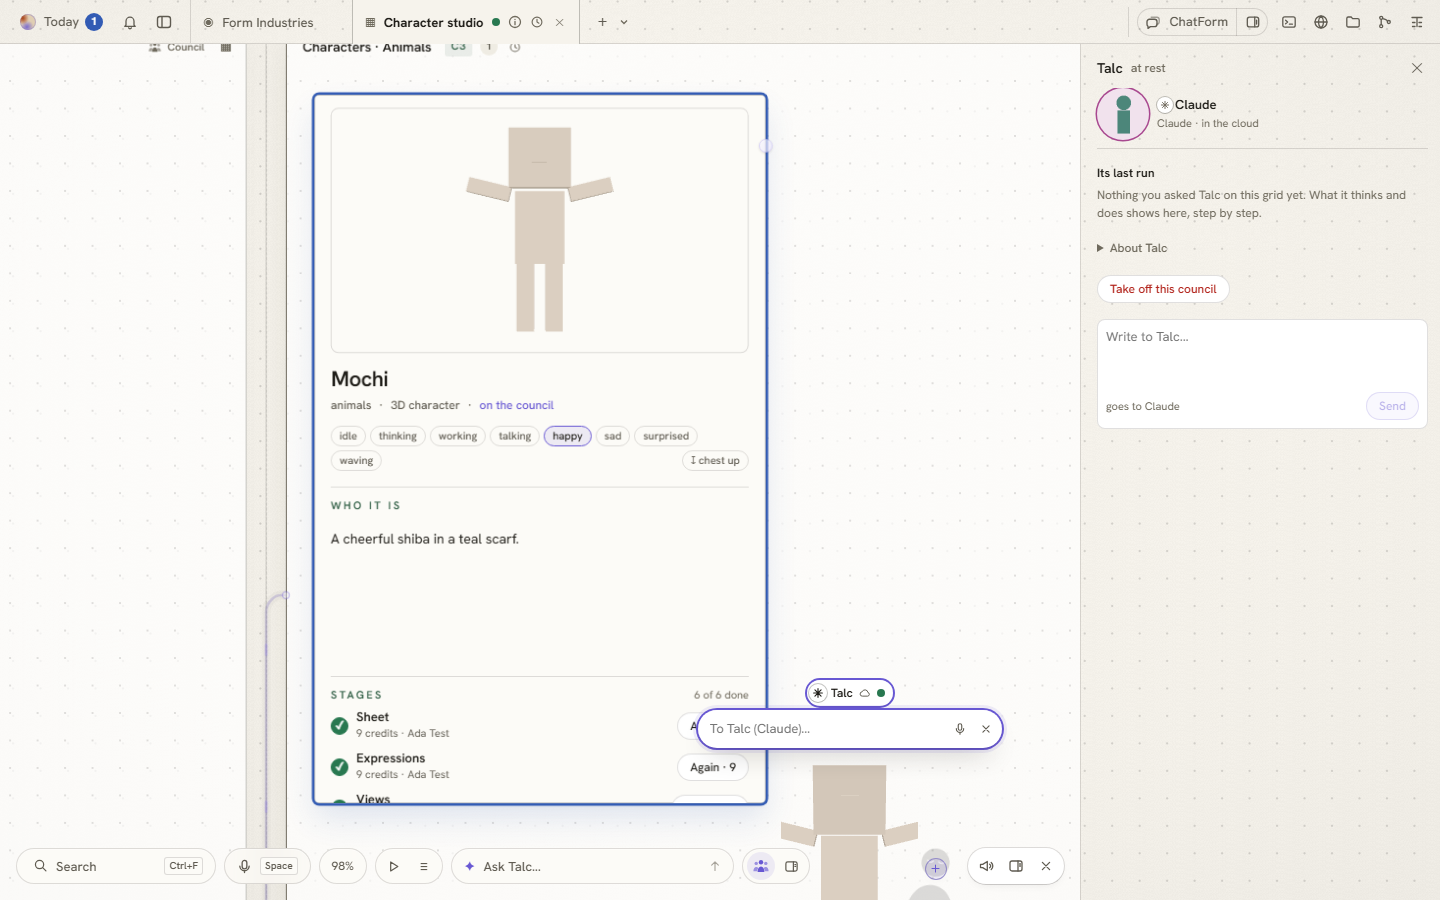 Today 1
Form Industries
Character studio
ChatForm
Council
Characters · Animals C3 1
Mochi
animals · 3D character · on the council
idle thinking working talking happy sad surprised
waving chest up
WHO IT IS
A cheerful shiba in a teal scarf.
STAGES 6 of 6 done
Sheet
9 credits · Ada Test
Expressions
9 credits · Ada Test
Again · 9
Views
Talc
To Talc (Claude)...
Search Ctrl+F
Space
98%
Ask Talc...
Talc at rest
Claude
Claude · in the cloud
Its last run
Nothing you asked Talc on this grid yet. What it thinks and
does shows here, step by step.
About Talc
Take off this council
Write to Talc...
goes to Claude Send